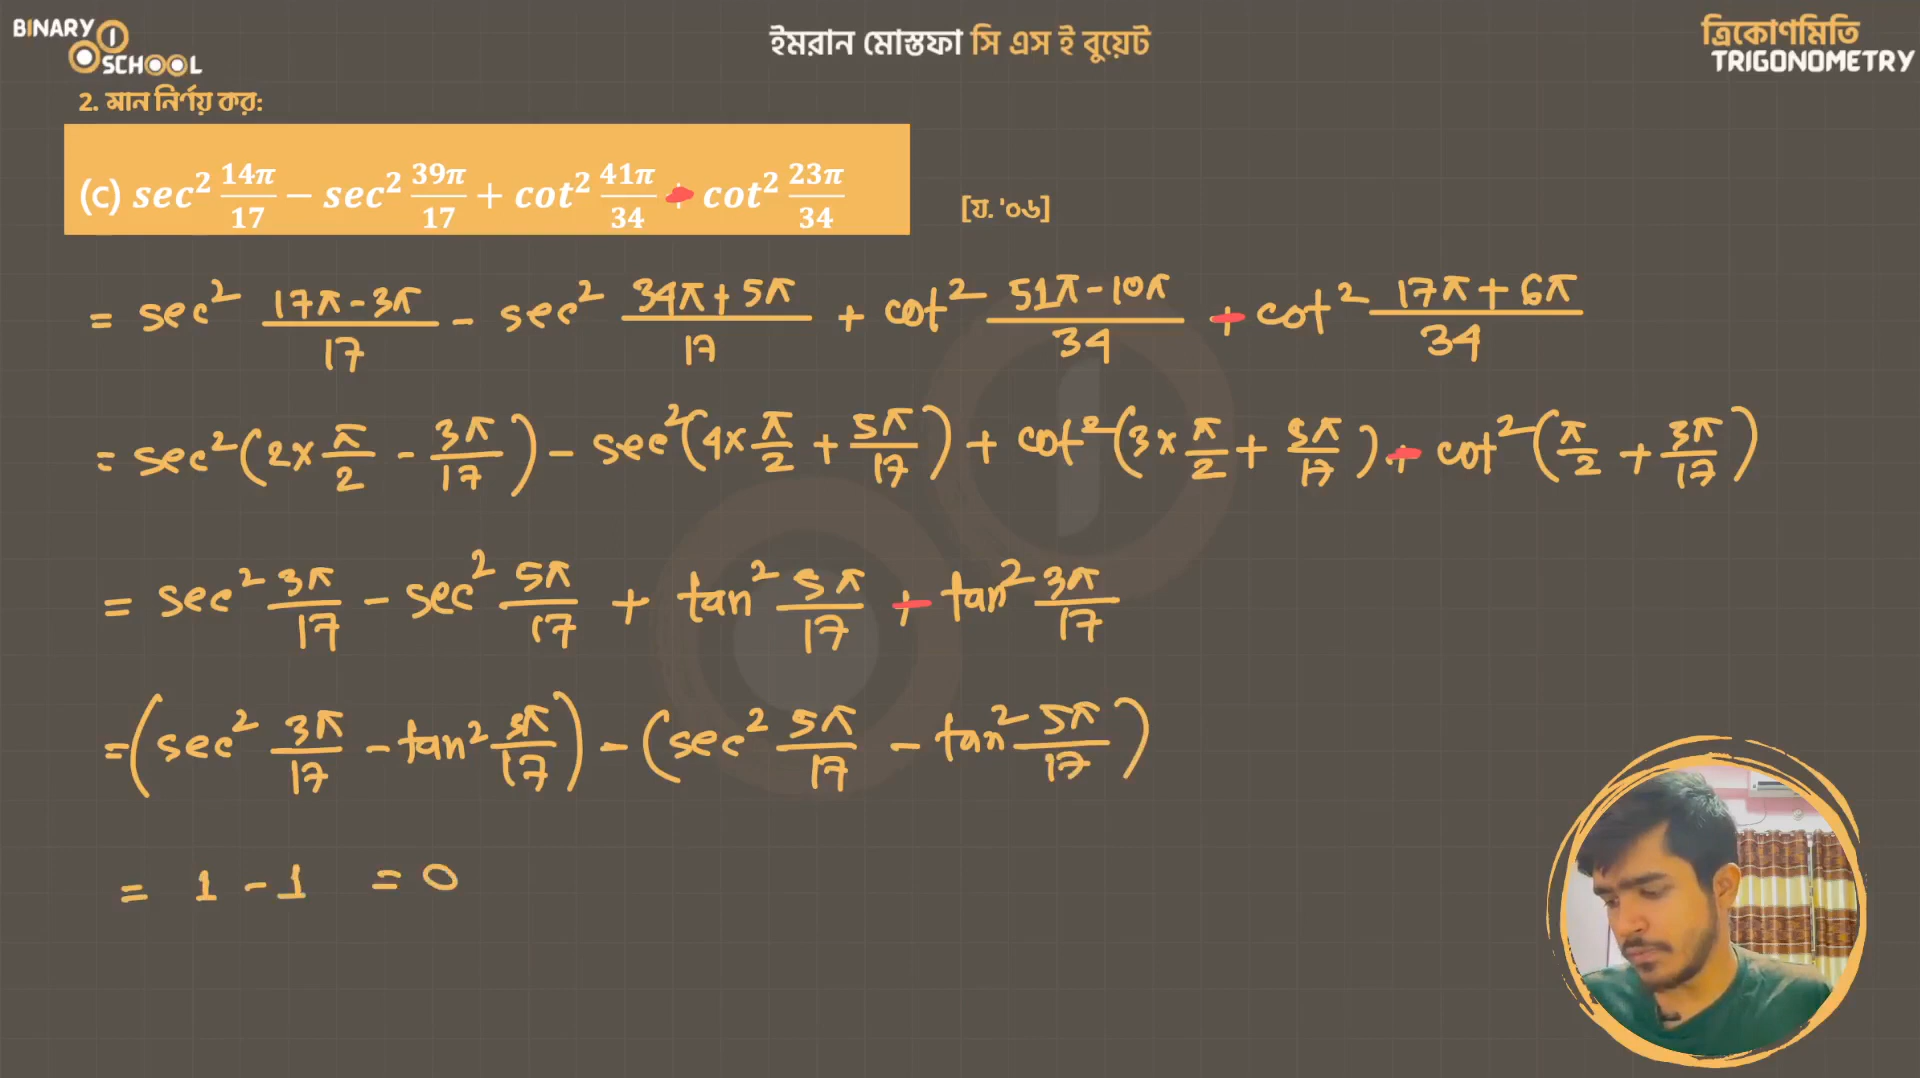 BINARY SCHOOL
ইমরান মোস্তফা সি এস ই বুয়েট
ত্রিকোণমিতি
TRIGONOMETRY
2. মান নির্ণয় কর:
(c) sec² 14π/17 − sec² 39π/17 + cot² 41π/34 - cot² 23π/34
[য. '০৬]
= sec² (17π-3π)/17 - sec² (34π+5π)/17 + cot² (51π-10π)/34 - cot² (17π+6π)/34
= sec²(2×π/2 - 3π/17) - sec²(4×π/2 + 5π/17) + cot²(3×π/2 + 5π/17) - cot²(π/2 + 3π/17)
= sec² 3π/17 - sec² 5π/17 + tan² 5π/17 - tan² 3π/17
= (sec² 3π/17 - tan² 3π/17) - (sec² 5π/17 - tan² 5π/17)
= 1 - 1 = 0